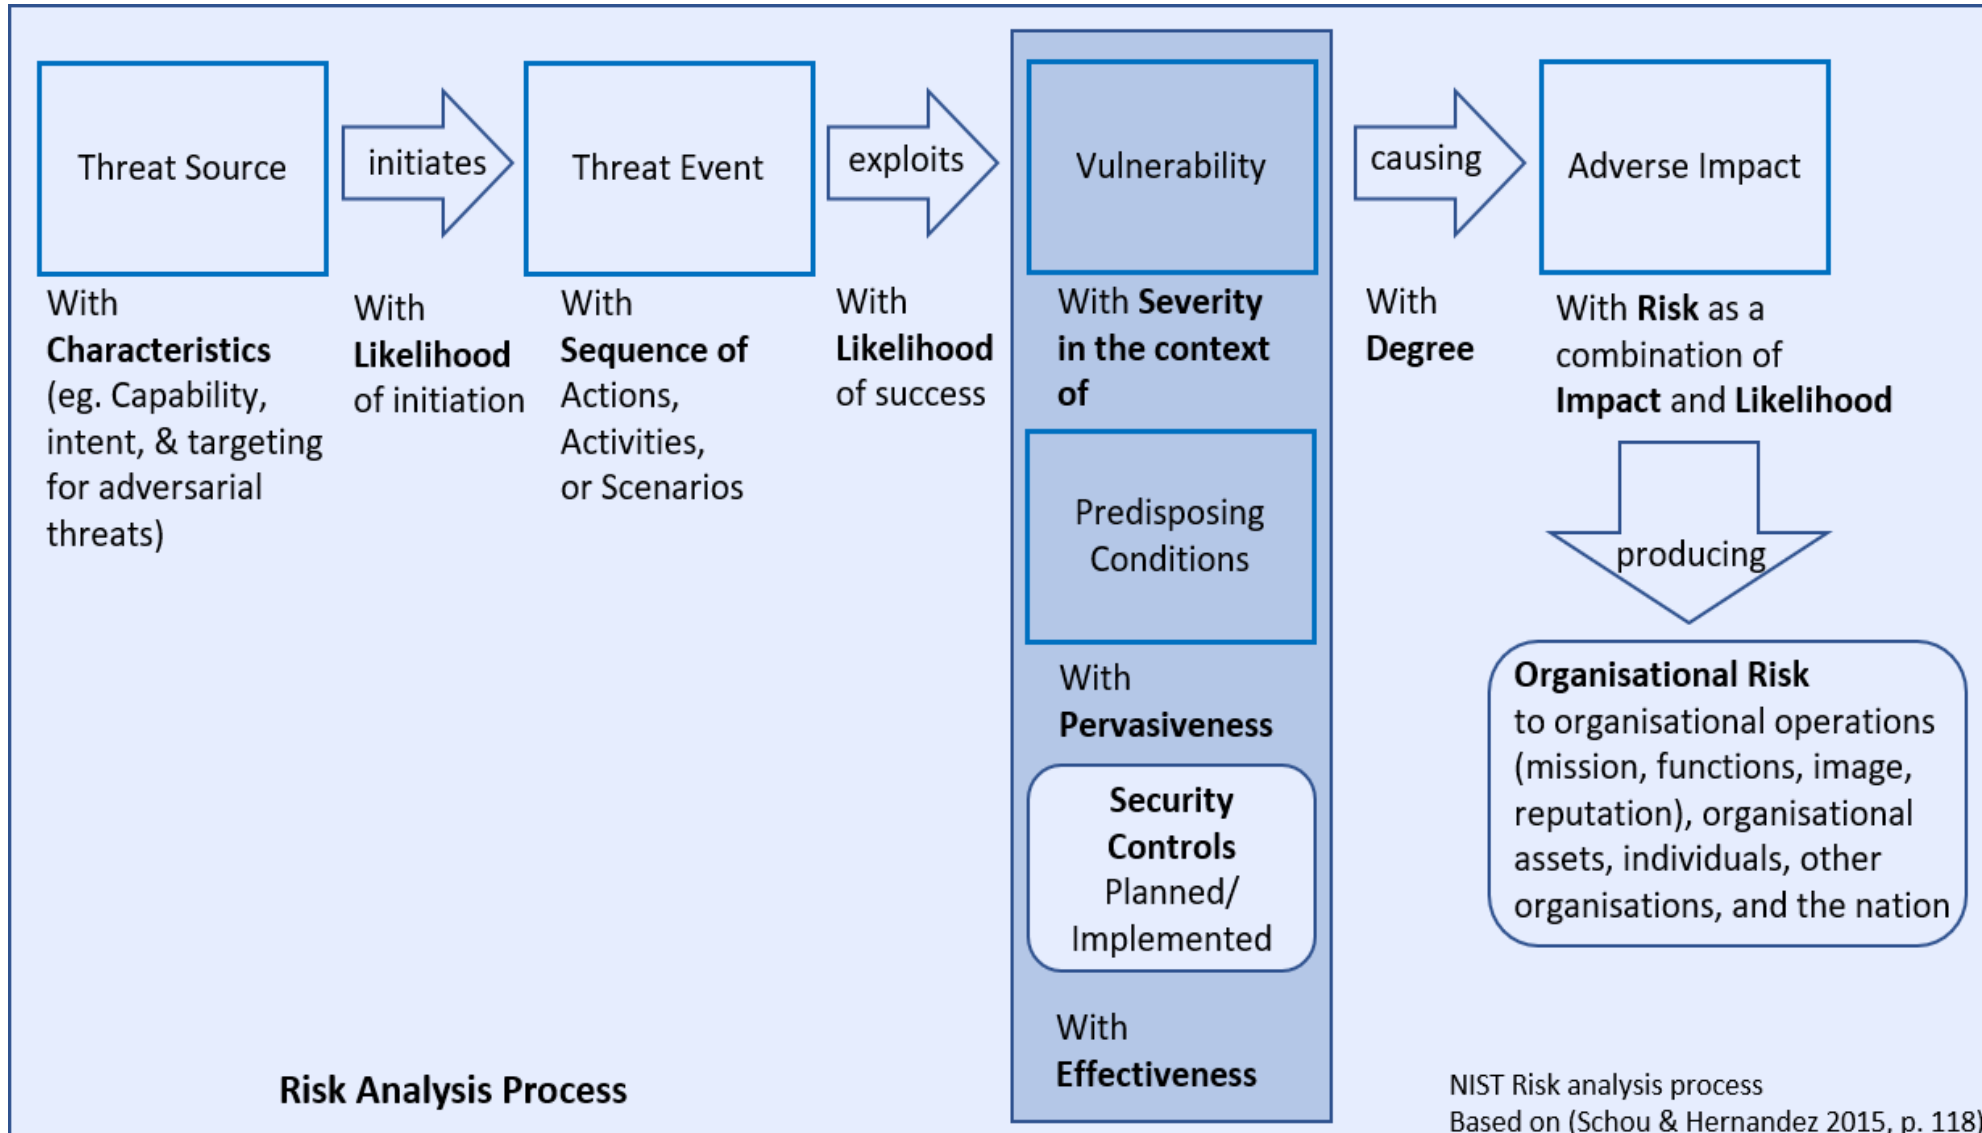 Threat Source
initiates
Threat Event
exploits
Vulnerability
causing
Adverse Impact
With
Characteristics
(eg. Capability,
intent, & targeting
for adversarial
threats)
With
Likelihood
of initiation
With
Sequence of
Actions,
Activities,
or Scenarios
With
Likelihood
of success
With Severity
in the context
of
Predisposing
Conditions
With
Pervasiveness
Security
Controls
Planned/
Implemented
With
Effectiveness
With
Degree
With Risk as a
combination of
Impact and Likelihood
producing
Organisational Risk
to organisational operations
(mission, functions, image,
reputation), organisational
assets, individuals, other
organisations, and the nation
Risk Analysis Process
NIST Risk analysis process
Based on (Schou & Hernandez 2015, p. 118)